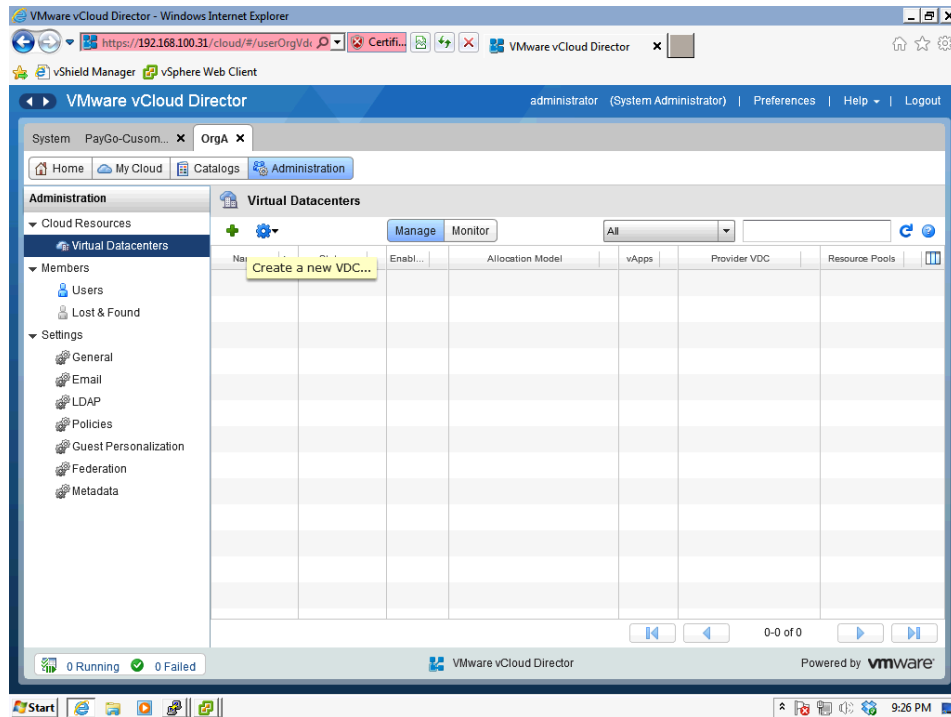 VMware vCloud Director - Windows Internet Explorer
https://192.168.100.31/cloud/#/userOrgVdc Certifi... VMware vCloud Director
vShield Manager vSphere Web Client
VMware vCloud Director administrator (System Administrator) | Preferences | Help | Logout
System PayGo-Cusom... OrgA
Home My Cloud Catalogs Administration
Administration Virtual Datacenters
Cloud Resources Manage Monitor All
Virtual Datacenters
Enabl... Allocation Model vApps Provider VDC Resource Pools
Create a new VDC...
Members
Users
Lost & Found
Settings
General
Email
LDAP
Policies
Guest Personalization
Federation
Metadata
0-0 of 0
0 Running 0 Failed VMware vCloud Director Powered by vmware
Start 9:26 PM